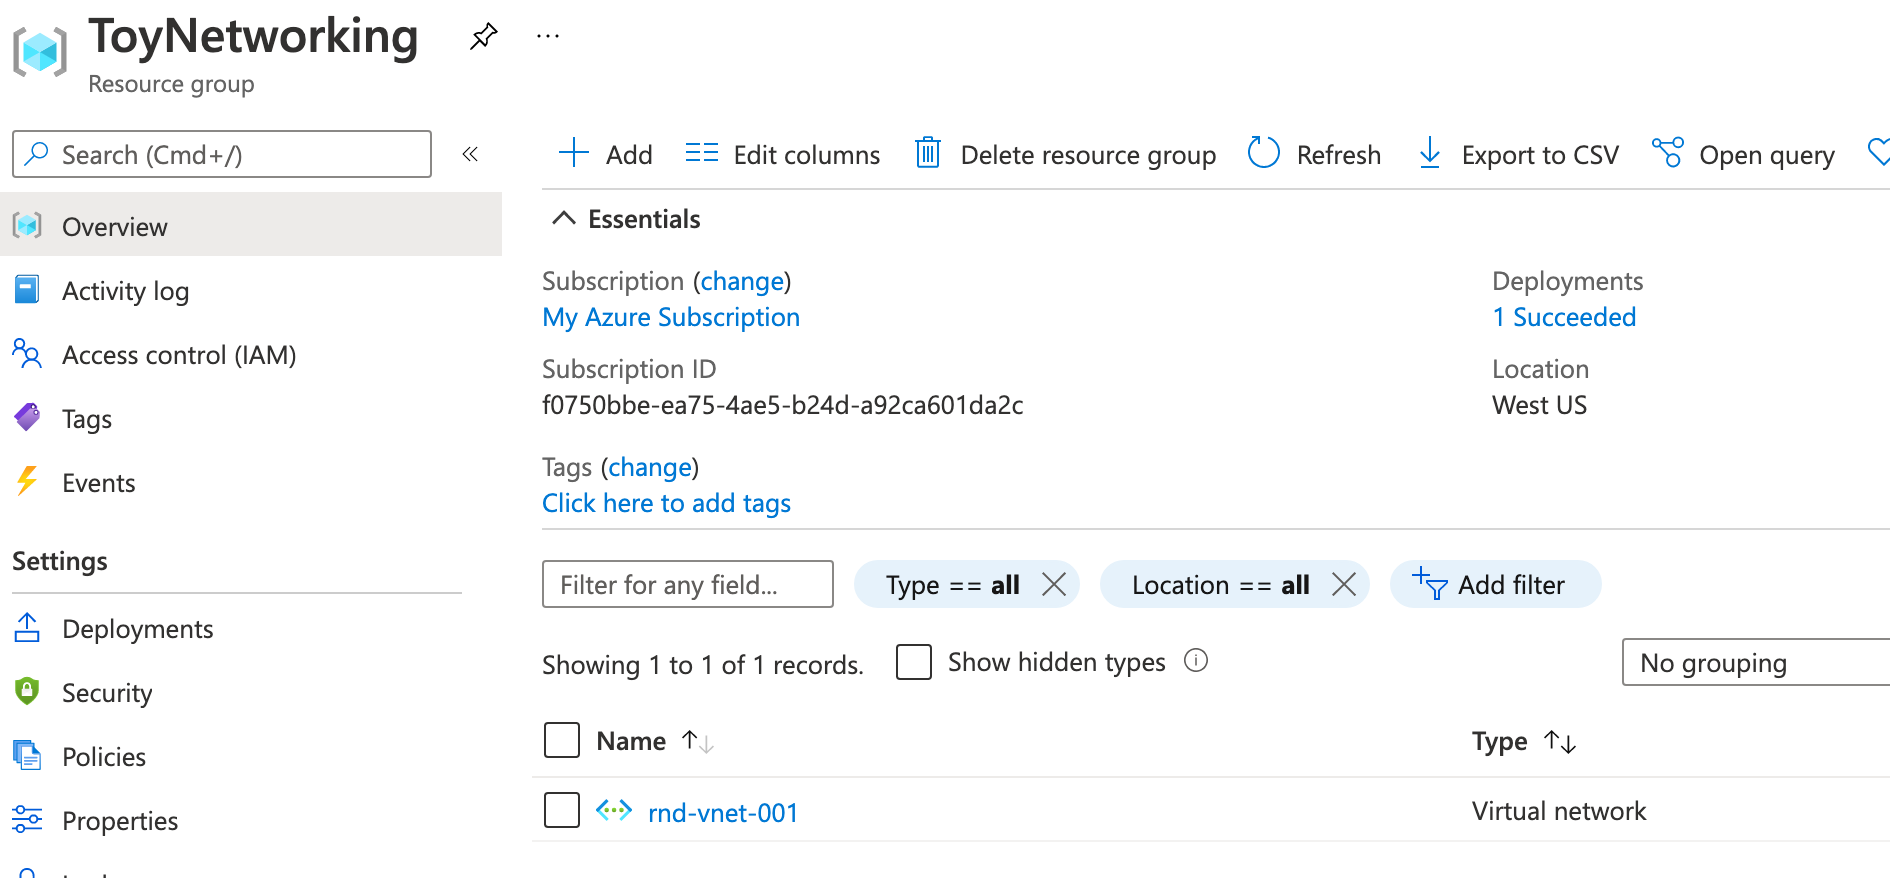 ToyNetworking
...
Resource group
Search (Cmd+/)
«
Add
Edit columns
Delete resource group
Refresh
Export to CSV
Open query
Overview
Activity log
Access control (IAM)
Tags
Events
Settings
Deployments
Security
Policies
Properties
Essentials
Subscription (change)
My Azure Subscription
Subscription ID
f0750bbe-ea75-4ae5-b24d-a92ca601da2c
Tags (change)
Click here to add tags
Deployments
1 Succeeded
Location
West US
Filter for any field...
Type == all
Location == all
Add filter
Showing 1 to 1 of 1 records.
Show hidden types
No grouping
Name
Type
rnd-vnet-001
Virtual network